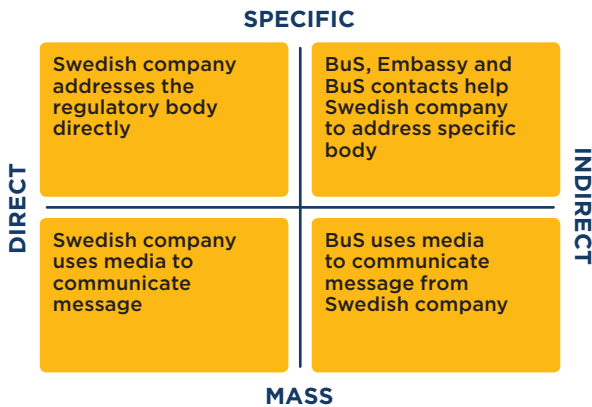 SPECIFIC
Swedish company
addresses the
regulatory body
directly
BuS, Embassy and
BuS contacts help
Swedish company
to address specific
body
DIRECT
INDIRECT
Swedish company
uses media to
communicate
message
BuS uses media
to communicate
message from
Swedish company
MASS